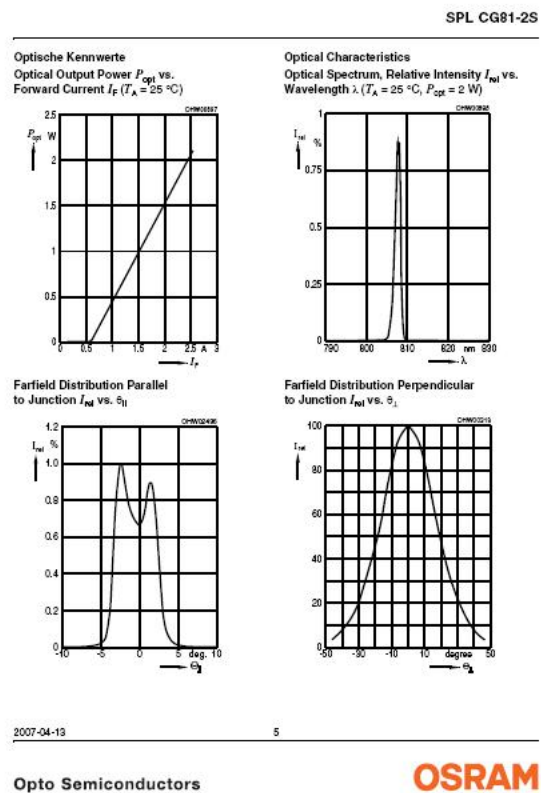 SPL CG81-2S
Optische Kennwerte
Optical Output Power Popt vs.
Forward Current IF (TA = 25 °C)
2.5
Popt W
2
1.5
1
0.5
0
0 0.5 1 1.5 2 2.5 A 3
IF
Optical Characteristics
Optical Spectrum, Relative Intensity Irel vs.
Wavelength λ (TA = 25 °C, Popt = 2 W)
1
Irel %
0.75
0.5
0.25
0
790 800 810 820 nm 830
λ
Farfield Distribution Parallel
to Junction Irel vs. θ||
OHW02496
1.2
Irel %
1.0
0.8
0.6
0.4
0.2
0
-10 -5 0 5 deg. 10
Farfield Distribution Perpendicular
to Junction Irel vs. θ⊥
100
Irel
80
60
40
20
0
-50 -30 -10 10 degree 50
Θ⊥
2007-04-13
5
Opto Semiconductors
OSRAM